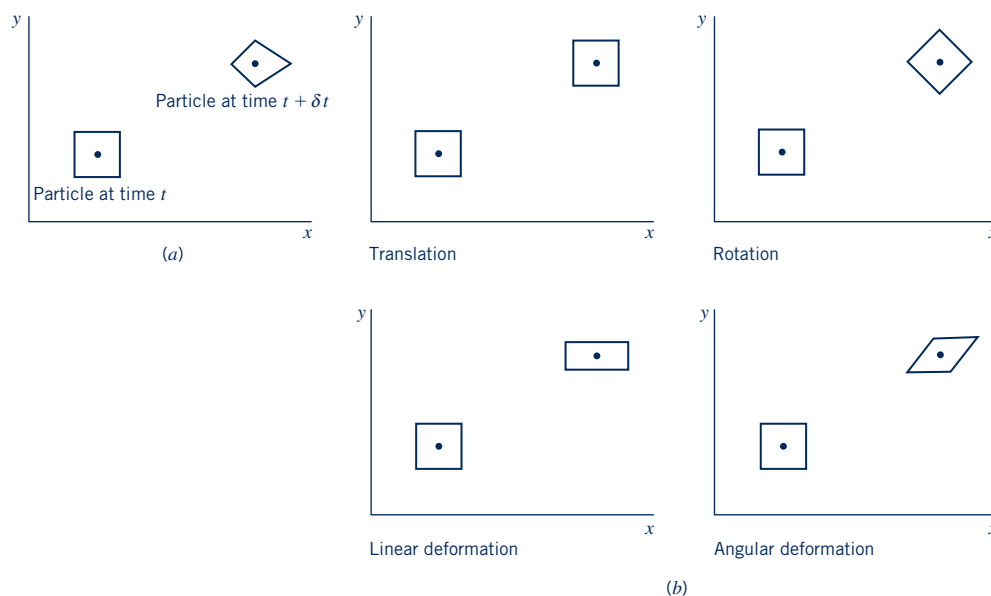 y
Particle at time t + δt
Particle at time t
x
(a)
y
x
Translation
y
Rotation
y
x
Linear deformation
y
Angular deformation
(b)